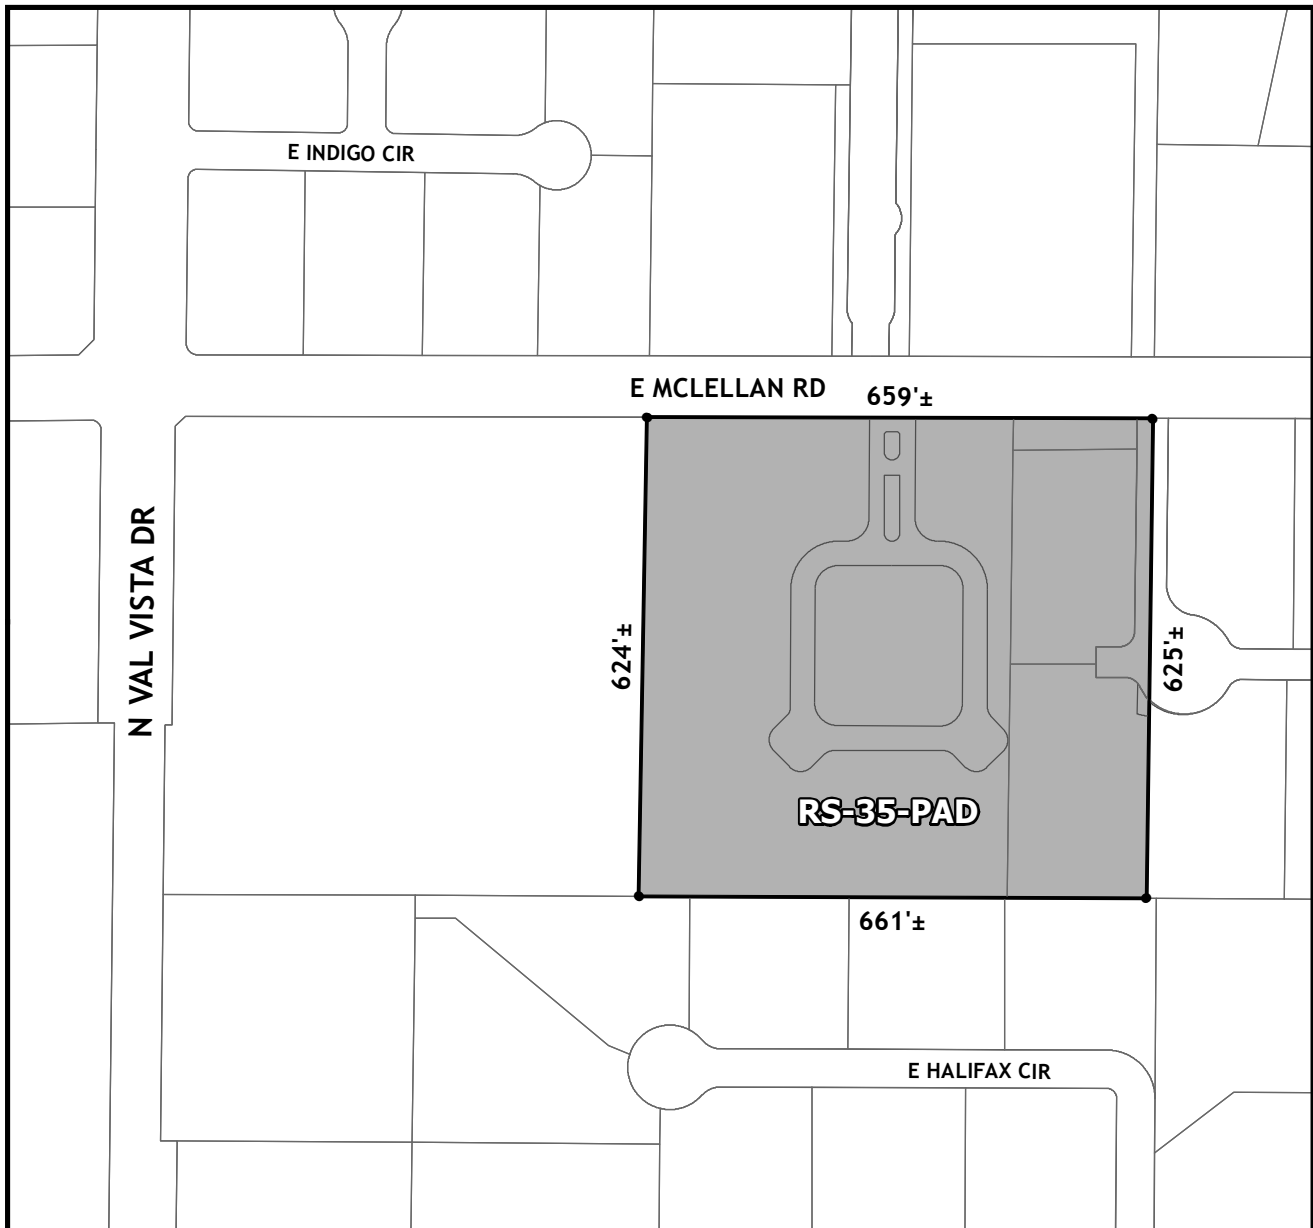 E INDIGO CIR
E MCLELLAN RD
659'±
N VAL VISTA DR
624'±
625'±
RS-35-PAD
661'±
E HALIFAX CIR